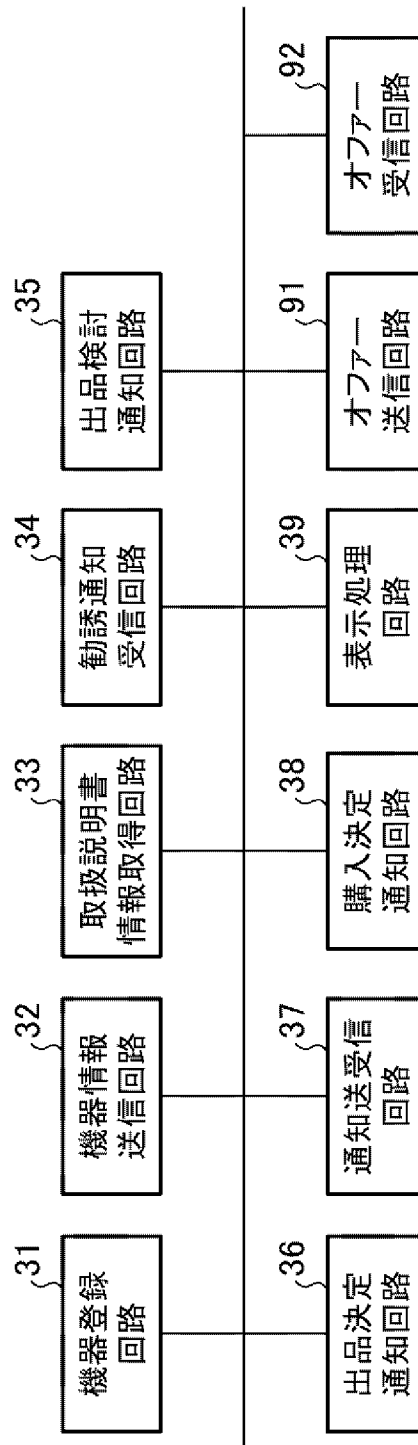 31
機器登録
回路
32
機器情報
送信回路
33
取扱説明書
情報取得回路
34
勧誘通知
受信回路
35
出品検討
通知回路
36
出品決定
通知回路
37
通知送受信
回路
38
購入決定
通知回路
39
表示処理
回路
91
オファー
送信回路
92
オファー
受信回路